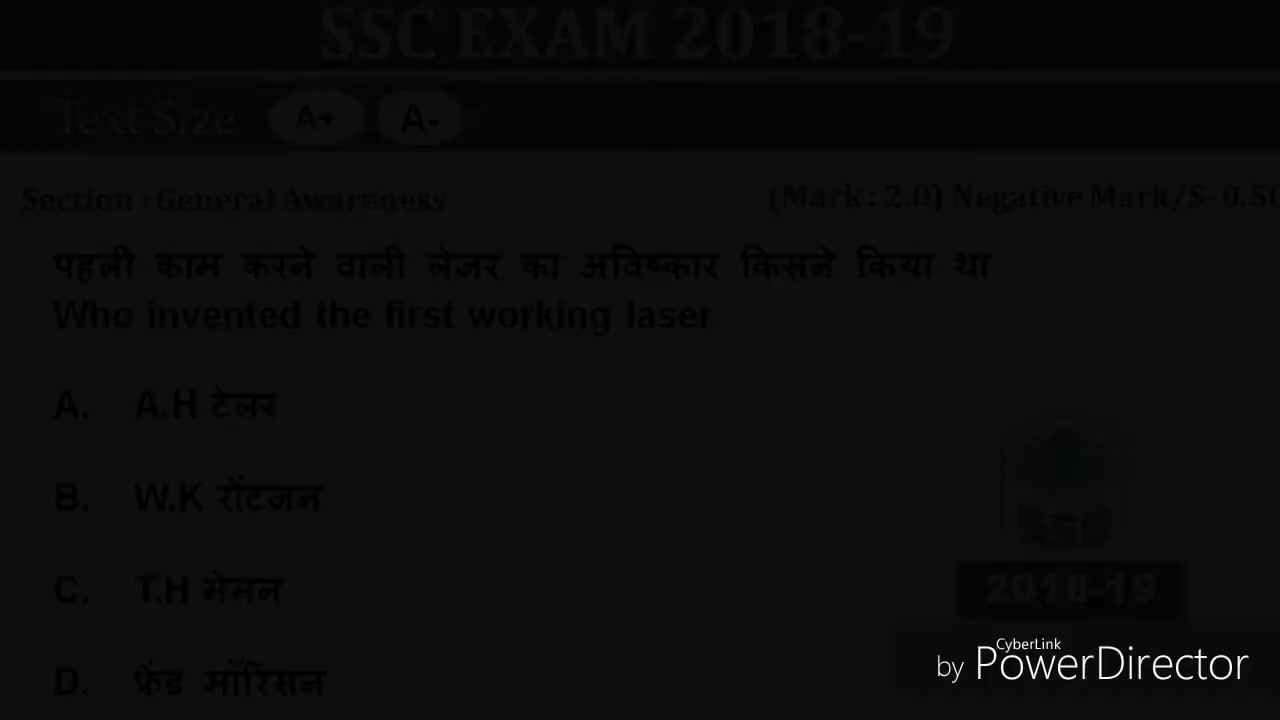 SSC EXAM 2018-19
Text Size A+ A-
Section : General Awareness (Mark: 2.0) Negative Mark/S- 0.50
पहली काम करने वाली लेजर का अविष्कार किसने किया था
Who invented the first working laser
A. A.H टेलर
B. W.K रोंटजन
C. T.H मेमन
D. फ्रेंड मॉरिसन
SSC
2018-19
CyberLink
by PowerDirector